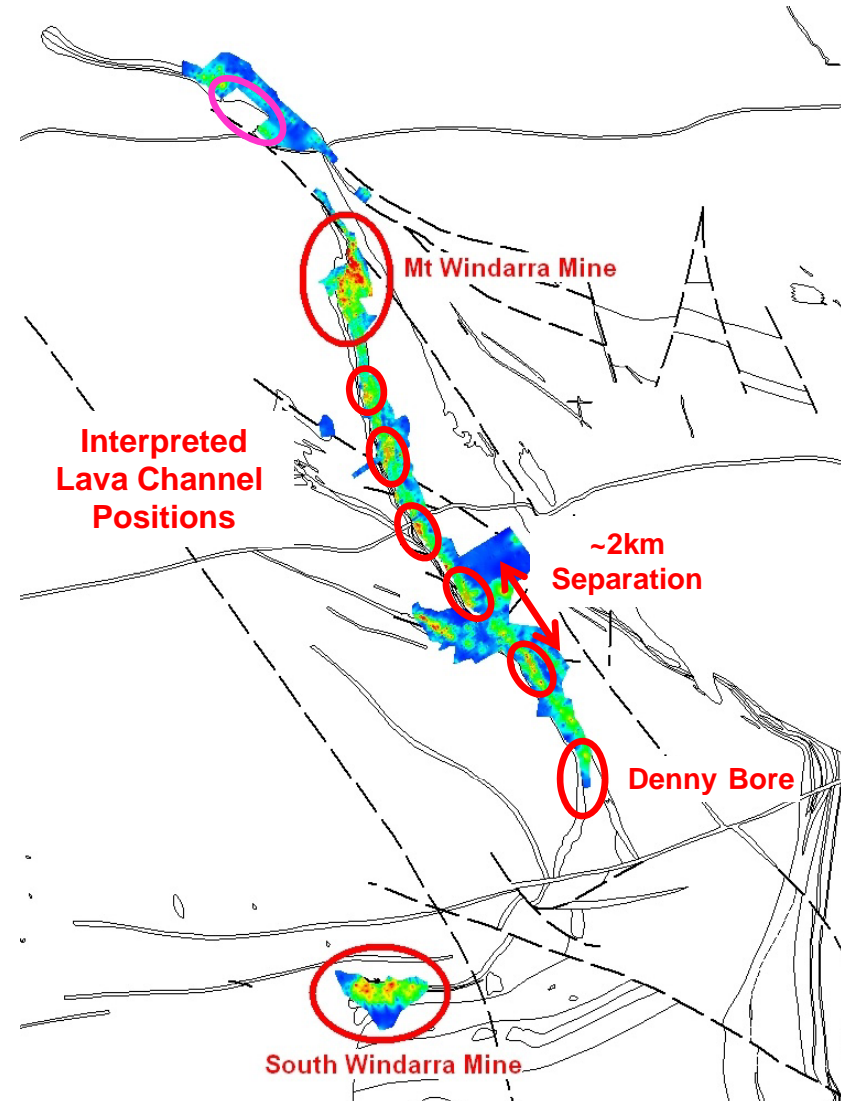 Mt Windarra Mine
Interpreted
Lava Channel
Positions
~2km
Separation
Denny Bore
South Windarra Mine